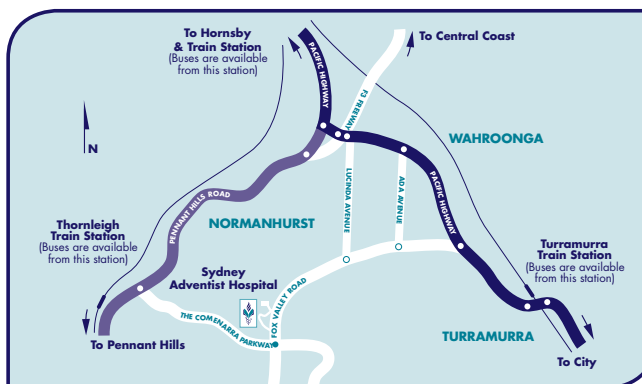 To Hornsby
& Train Station
(Buses are available
from this station)
To Central Coast
PACIFIC HIGHWAY
F3 FREEWAY
WAHROONGA
N
LUCINDA AVENUE
ADA AVENUE
PACIFIC HIGHWAY
PENNANT HILLS ROAD
NORMANHURST
Thornleigh
Train Station
(Buses are available
from this station)
Turramurra
Train Station
(Buses are available
from this station)
Sydney
Adventist Hospital
FOX VALLEY ROAD
THE COMENARRA PARKWAY
TURRAMURRA
To Pennant Hills
To City